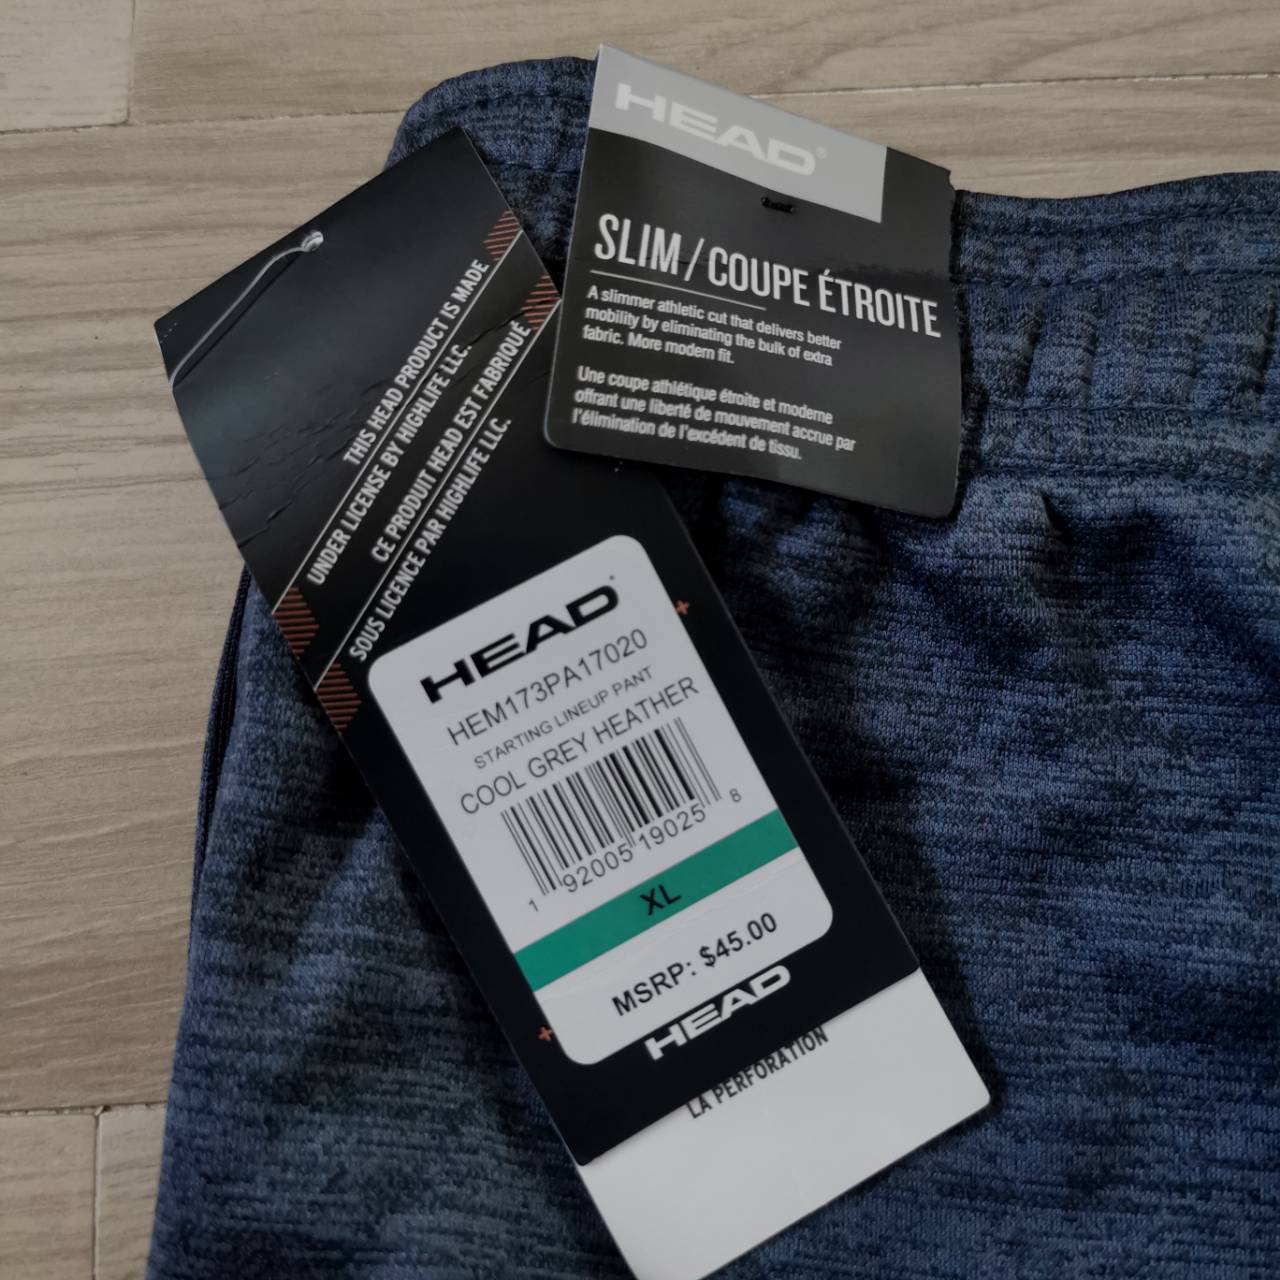 HEAD®
SLIM/COUPE ÉTROITE
A slimmer athletic cut that delivers better
mobility by eliminating the bulk of extra
fabric. More modern fit.
Une coupe athlétique étroite et moderne
offrant une liberté de mouvement accrue par
l'élimination de l'excédent de tissu.
THIS HEAD PRODUCT IS MADE
UNDER LICENSE BY HIGHLIFE LLC.
CE PRODUIT HEAD EST FABRIQUÉ
SOUS LICENCE PAR HIGHLIFE LLC.
HEAD
HEM173PA17020
STARTING LINEUP PANT
COOL GREY HEATHER
1 92005 19025 8
XL
MSRP: $45.00
HEAD
LA PERFORATION